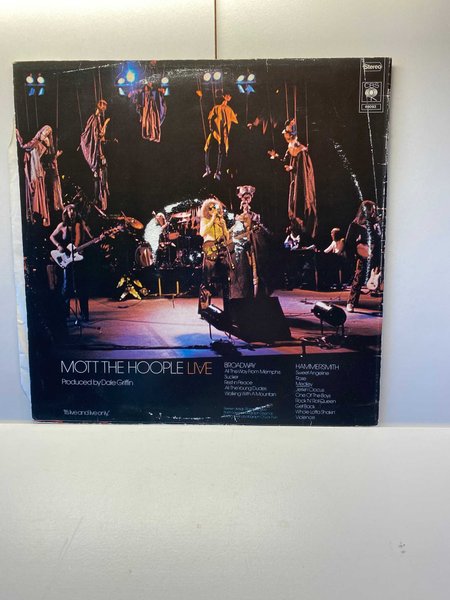 Stereo
CBS
69093
MOTT THE HOOPLE LIVE
Produced by Dale Griffin
"It's live and live only."
BROADWAY
All The Way From Memphis
Sucker
Rest in Peace
All The Young Dudes
Walking With A Mountain
HAMMERSMITH
Sweet Angeline
Rose
Medley
Jerkin Crocus
One Of The Boys
Rock N' Roll Queen
Get Back
Whole Lotta Shakin
Violence